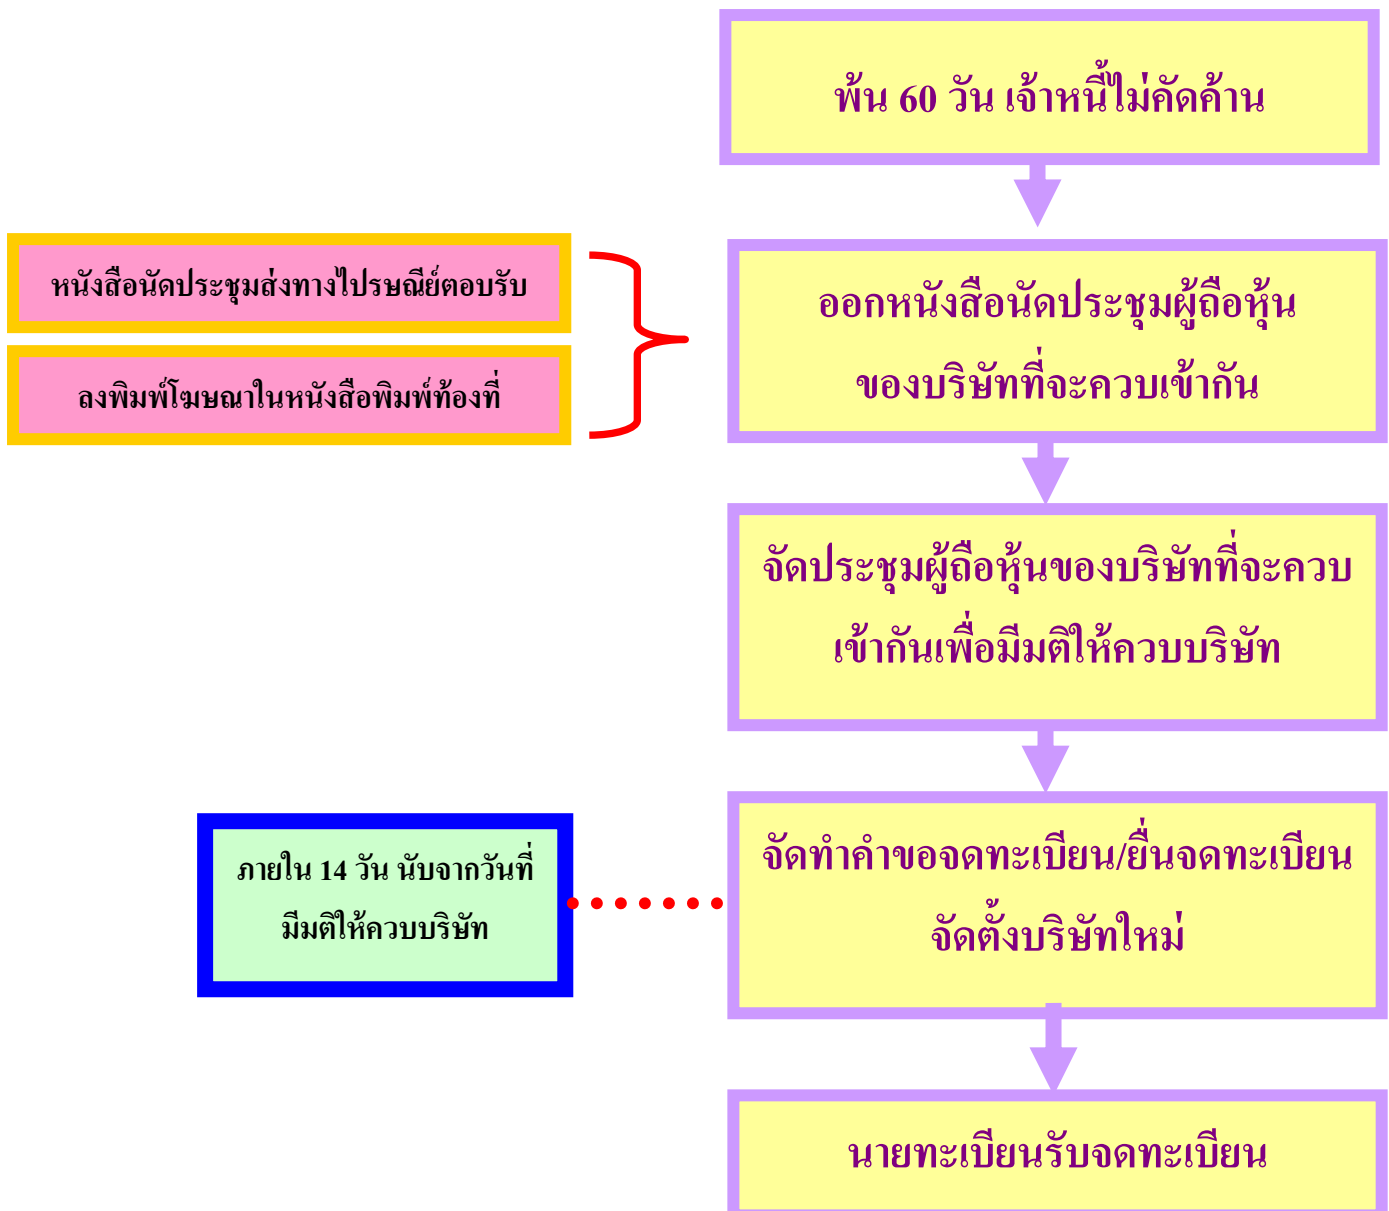 พ้น 60 วัน เจ้าหนี้ไม่คัดค้าน
หนังสือนัดประชุมส่งทางไปรษณีย์ตอบรับ
ลงพิมพ์โฆษณาในหนังสือพิมพ์ท้องที่
ออกหนังสือนัดประชุมผู้ถือหุ้น
ของบริษัทที่จะควบเข้ากัน
จัดประชุมผู้ถือหุ้นของบริษัทที่จะควบ
เข้ากันเพื่อมีมติให้ควบบริษัท
ภายใน 14 วัน นับจากวันที่
มีมติให้ควบบริษัท
จัดทำคำขอจดทะเบียน/ยื่นจดทะเบียน
จัดตั้งบริษัทใหม่
นายทะเบียนรับจดทะเบียน